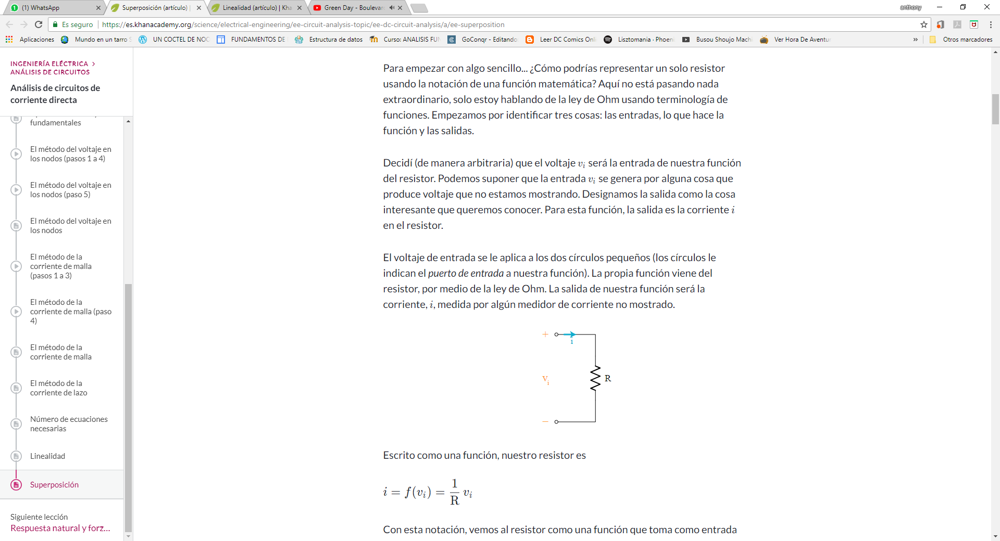 (1) WhatsApp
Superposición (artículo) |
Linealidad (artículo) | Kha
Green Day - Boulevar
anthony
Es seguro
https://es.khanacademy.org/science/electrical-engineering/ee-circuit-analysis-topic/ee-dc-circuit-analysis/a/ee-superposition
Aplicaciones
Mundo en un tarro
UN COCTEL DE NOC
FUNDAMENTOS DE
Estructura de datos
Curso: ANALISIS FUN
GoConqr - Editando
Leer DC Comics Onli
Lisztomania · Phoeni
Busou Shoujo Machi
Ver Hora De Aventur
»
Otros marcadores
INGENIERÍA ELÉCTRICA >
ANÁLISIS DE CIRCUITOS
Análisis de circuitos de
corriente directa
fundamentales
El método del voltaje en
los nodos (pasos 1 a 4)
El método del voltaje en
los nodos (paso 5)
El método del voltaje en
los nodos
El método de la
corriente de malla
(pasos 1 a 3)
El método de la
corriente de malla (paso
4)
El método de la
corriente de malla
El método de la
corriente de lazo
Número de ecuaciones
necesarias
Linealidad
Superposición
Siguiente lección
Respuesta natural y forz...
Para empezar con algo sencillo... ¿Cómo podrías representar un solo resistor
usando la notación de una función matemática? Aquí no está pasando nada
extraordinario, solo estoy hablando de la ley de Ohm usando terminología de
funciones. Empezamos por identificar tres cosas: las entradas, lo que hace la
función y las salidas.
Decidí (de manera arbitraria) que el voltaje v_i será la entrada de nuestra función
del resistor. Podemos suponer que la entrada v_i se genera por alguna cosa que
produce voltaje que no estamos mostrando. Designamos la salida como la cosa
interesante que queremos conocer. Para esta función, la salida es la corriente i
en el resistor.
El voltaje de entrada se le aplica a los dos círculos pequeños (los círculos le
indican el puerto de entrada a nuestra función). La propia función viene del
resistor, por medio de la ley de Ohm. La salida de nuestra función será la
corriente, i, medida por algún medidor de corriente no mostrado.
+
i
v_i
R
−
Escrito como una función, nuestro resistor es
i = f(v_i) = 1/R v_i
Con esta notación, vemos al resistor como una función que toma como entrada